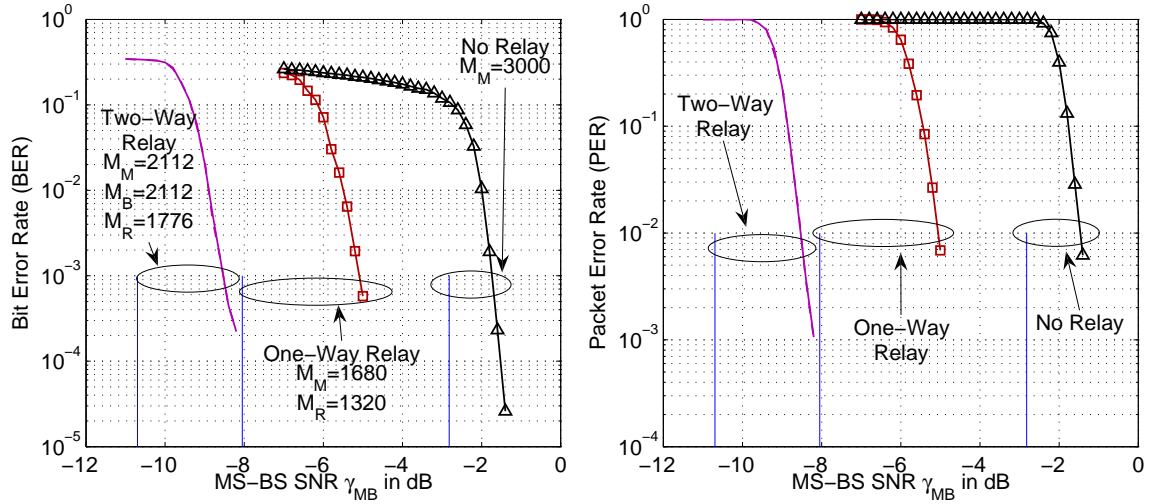 10^0
10^-1
10^-2
10^-3
10^-4
10^-5
Bit Error Rate (BER)
−12
−10
−8
−6
−4
−2
0
MS−BS SNR γ_MB in dB
Two−Way
Relay
M_M=2112
M_B=2112
M_R=1776
No Relay
M_M=3000
One−Way Relay
M_M=1680
M_R=1320
10^0
10^-1
10^-2
10^-3
10^-4
Packet Error Rate (PER)
−12
−10
−8
−6
−4
−2
0
MS−BS SNR γ_MB in dB
Two−Way
Relay
One−Way
Relay
No Relay